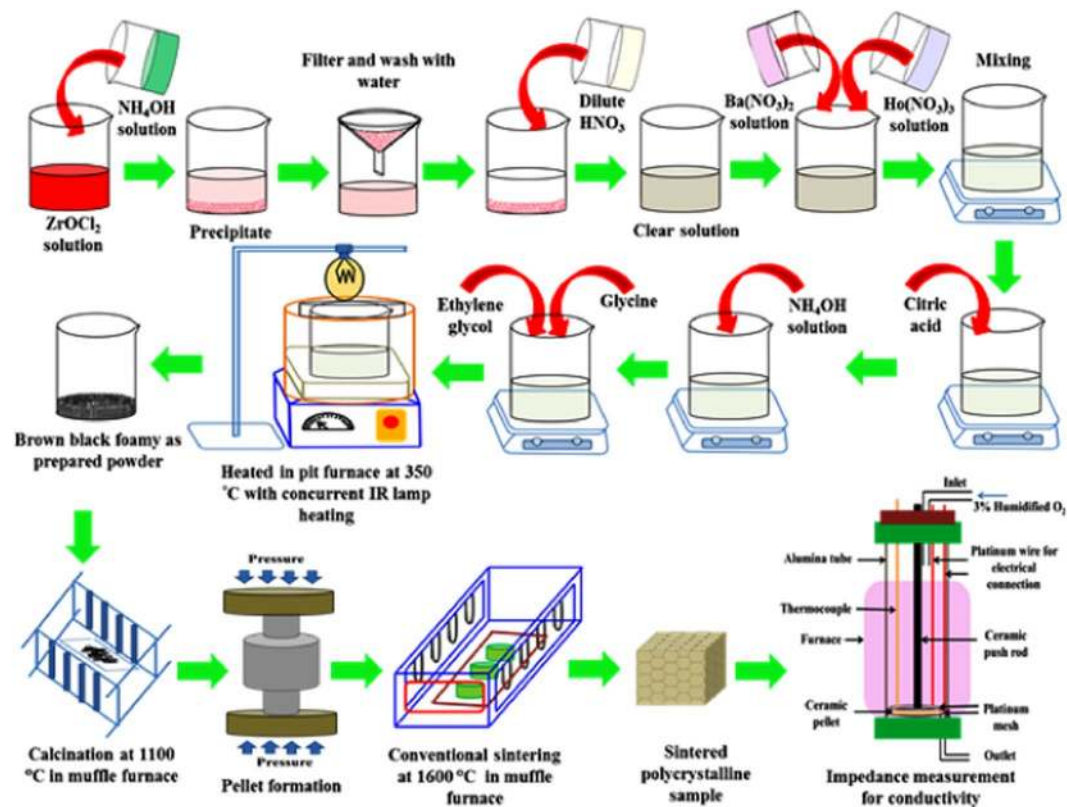 NH₄OH
solution
ZrOCl₂
solution
Precipitate
Filter and wash with
water
Dilute
HNO₃
Clear solution
Ba(NO₃)₂
solution
Ho(NO₃)₃
solution
Mixing
Citric
acid
NH₄OH
solution
Glycine
Ethylene
glycol
Heated in pit furnace at 350
°C with concurrent IR lamp
heating
Brown black foamy as
prepared powder
Calcination at 1100
°C in muffle furnace
Pressure
Pressure
Pellet formation
Conventional sintering
at 1600 °C in muffle
furnace
Sintered
polycrystalline
sample
Inlet
3% Humidified O₂
Alumina tube
Platinum wire for
electrical
connection
Thermocouple
Furnace
Ceramic
push rod
Ceramic
pellet
Platinum
mesh
Outlet
Impedance measurement
for conductivity